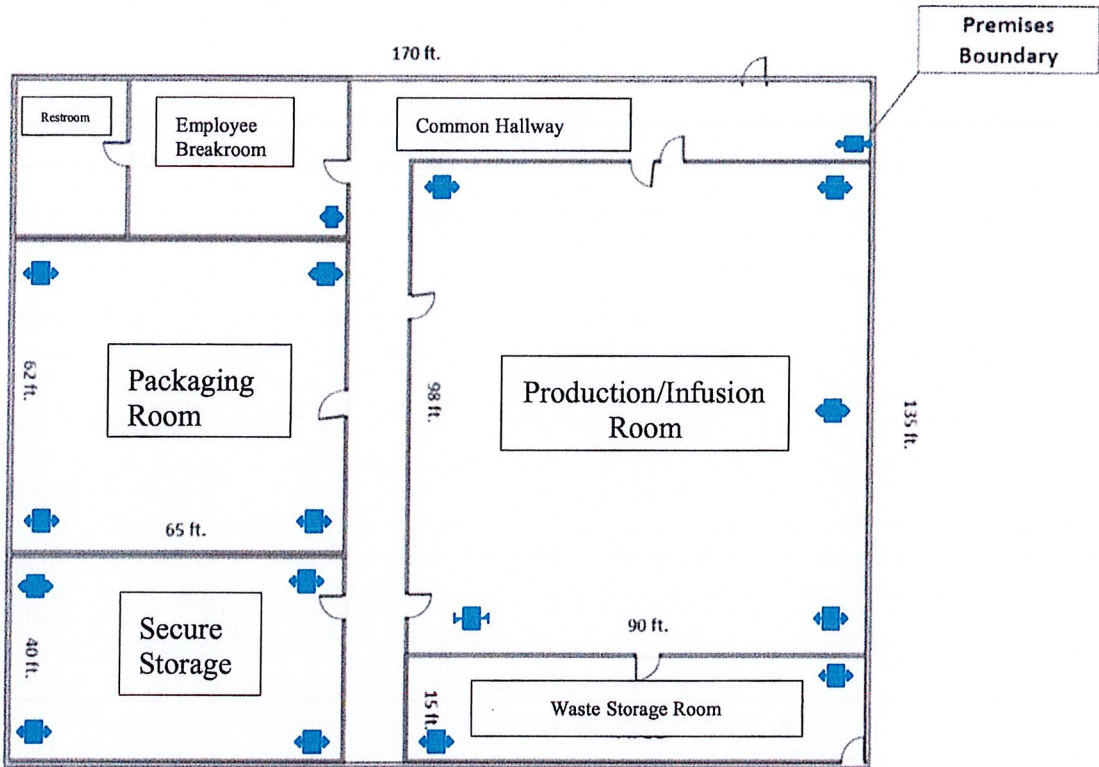 Premises
Boundary
170 ft.
Restroom
Employee
Breakroom
Common Hallway
62 ft.
Packaging
Room
98 ft.
Production/Infusion
Room
135 ft.
65 ft.
90 ft.
40 ft.
Secure
Storage
15 ft.
Waste Storage Room